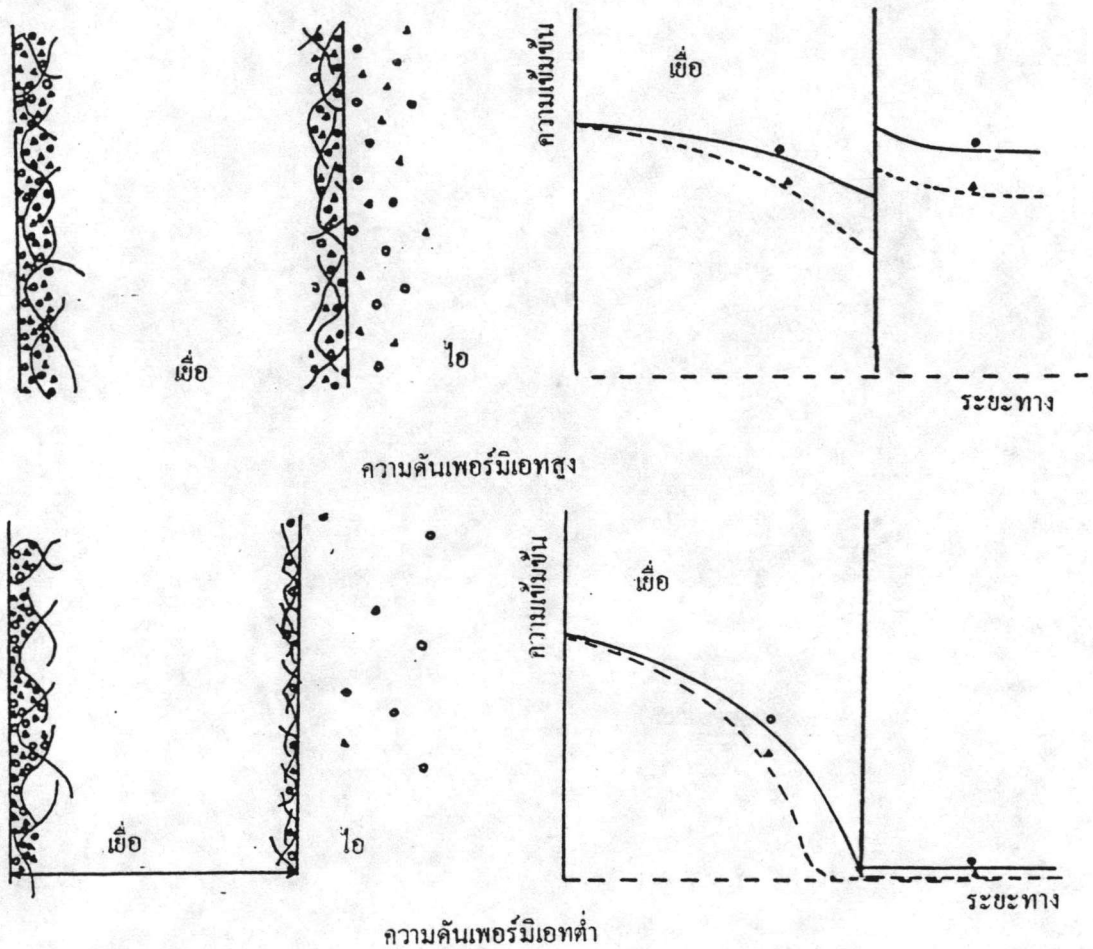 ความเข้มข้น
เยื่อ
เยื่อ
ไอ
ระยะทาง
ความดันเพอร์มิเอทสูง
ความเข้มข้น
เยื่อ
เยื่อ
ไอ
ระยะทาง
ความดันเพอร์มิเอทต่ำ